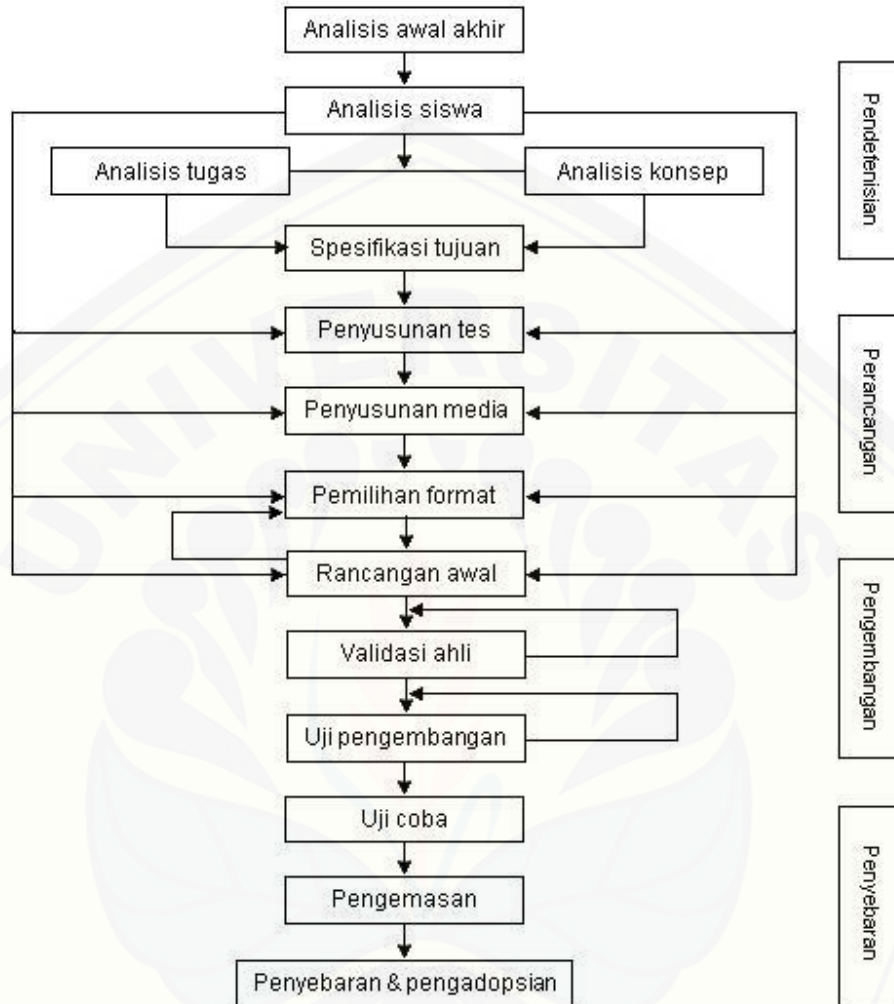 Analisis awal akhir
Analisis siswa
Analisis tugas
Analisis konsep
Spesifikasi tujuan
Penyusunan tes
Penyusunan media
Pemilihan format
Rancangan awal
Validasi ahli
Uji pengembangan
Uji coba
Pengemasan
Penyebaran & pengadopsian
Pendefenisian
Perancangan
Pengembangan
Penyebaran
UNIVERSITAS